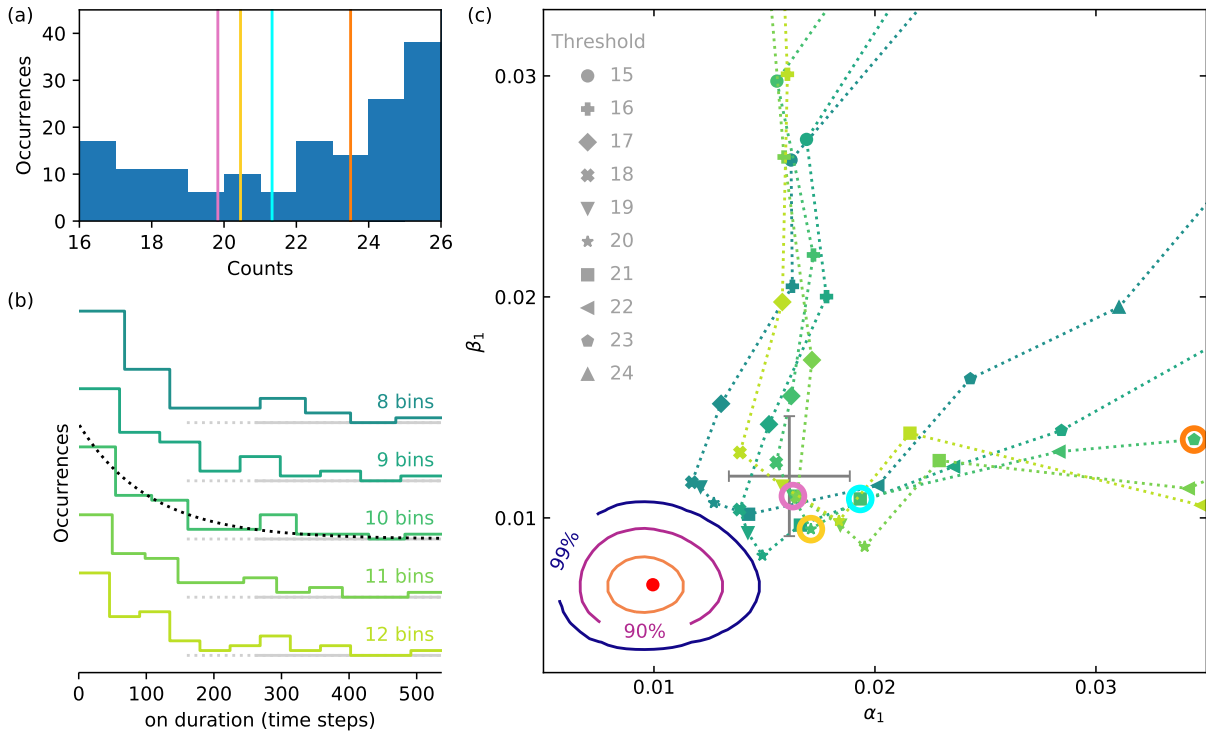 (a)
Occurrences
40
30
20
10
0
16 18 20 22 24 26
Counts
(b)
Occurrences
8 bins
9 bins
10 bins
11 bins
12 bins
0 100 200 300 400 500
on duration (time steps)
(c)
Threshold
15
16
17
18
19
20
21
22
23
24
β₁
0.03
0.02
0.01
99%
90%
0.01 0.02 0.03
α₁